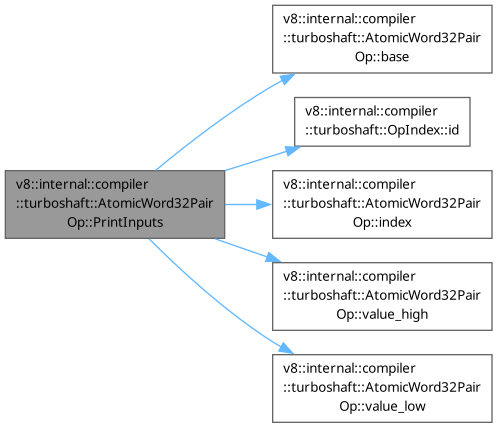 v8::internal::compiler
::turboshaft::AtomicWord32Pair
Op::PrintInputs
v8::internal::compiler
::turboshaft::AtomicWord32Pair
Op::base
v8::internal::compiler
::turboshaft::OpIndex::id
v8::internal::compiler
::turboshaft::AtomicWord32Pair
Op::index
v8::internal::compiler
::turboshaft::AtomicWord32Pair
Op::value_high
v8::internal::compiler
::turboshaft::AtomicWord32Pair
Op::value_low